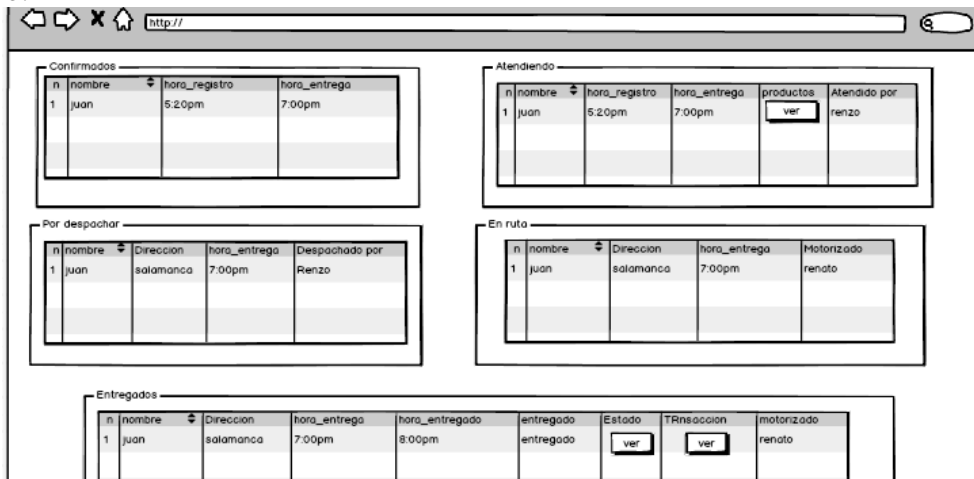 http://
Confirmados
n nombre hora_registro hora_entrega
1 juan 5:20pm 7:00pm
Atendiendo
n nombre hora_registro hora_entrega productos Atendido por
1 juan 5:20pm 7:00pm ver renzo
Por despachar
n nombre Direccion hora_entrega Despachado por
1 juan salamanca 7:00pm Renzo
En ruta
n nombre Direccion hora_entrega Motorizado
1 juan salamanca 7:00pm renato
Entregados
n nombre Direccion hora_entrega hora_entregado entregado Estado TRnsaccion motorizado
1 juan salamanca 7:00pm 8:00pm entregado ver ver renato